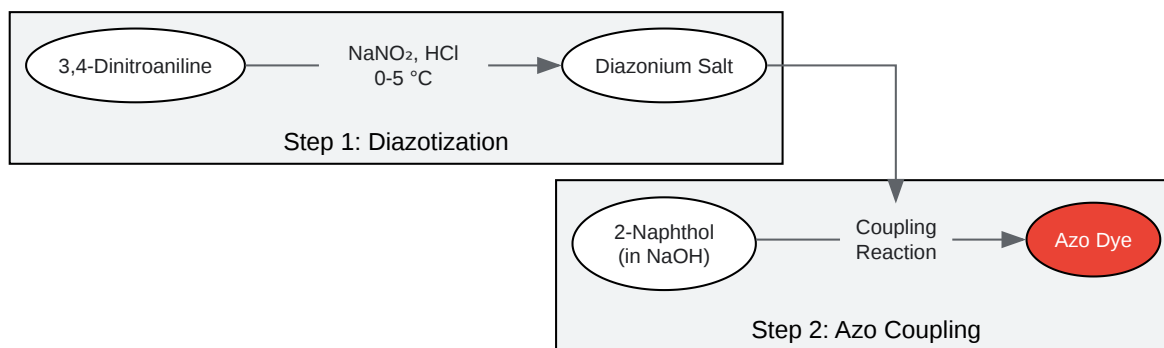 3,4-Dinitroaniline
NaNO₂, HCl
0-5 °C
Diazonium Salt
Step 1: Diazotization
2-Naphthol
(in NaOH)
Coupling
Reaction
Azo Dye
Step 2: Azo Coupling